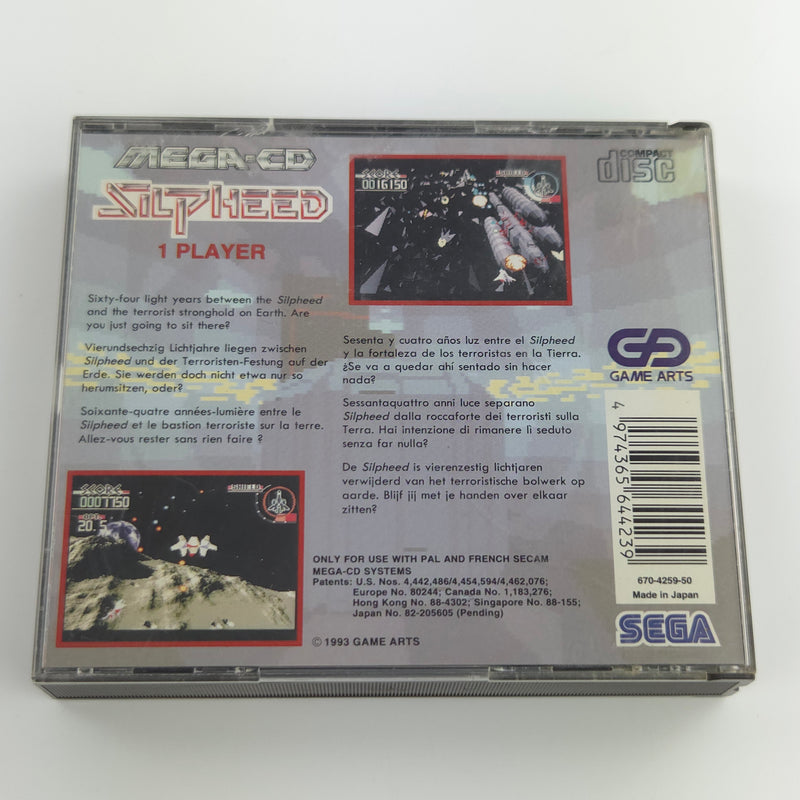 MEGA-CD
SILPHEED
1 PLAYER
Sixty-four light years between the Silpheed
and the terrorist stronghold on Earth. Are
you just going to sit there?
Vierundsechzig Lichtjahre liegen zwischen
Silpheed und der Terroristen-Festung auf der
Erde. Sie werden doch nicht etwa nur so
herumsitzen, oder?
Soixante-quatre années-lumière entre le
Silpheed et le bastion terroriste sur la terre.
Allez-vous rester sans rien faire ?
SCORE
0007750
OPT.
20.5
SHIELD
SCORE
0016150
SHIELD
COMPACT
disc
Sesenta y cuatro años luz entre el Silpheed
y la fortaleza de los terroristas en la Tierra.
¿Se va a quedar ahí sentado sin hacer
nada?
Sessantaquattro anni luce separano
Silpheed dalla roccaforte dei terroristi sulla
Terra. Hai intenzione di rimanere lì seduto
senza far nulla?
De Silpheed is vierenzestig lichtjaren
verwijderd van het terroristische bolwerk op
aarde. Blijf jij met je handen over elkaar
zitten?
ONLY FOR USE WITH PAL AND FRENCH SECAM
MEGA-CD SYSTEMS
Patents: U.S. Nos. 4,442,486/4,454,594/4,462,076;
Europe No. 80244; Canada No. 1,183,276;
Hong Kong No. 88-4302; Singapore No. 88-155;
Japan No. 82-205605 (Pending)
© 1993 GAME ARTS
GAME ARTS
4 974365 644239
670-4259-50
Made in Japan
SEGA